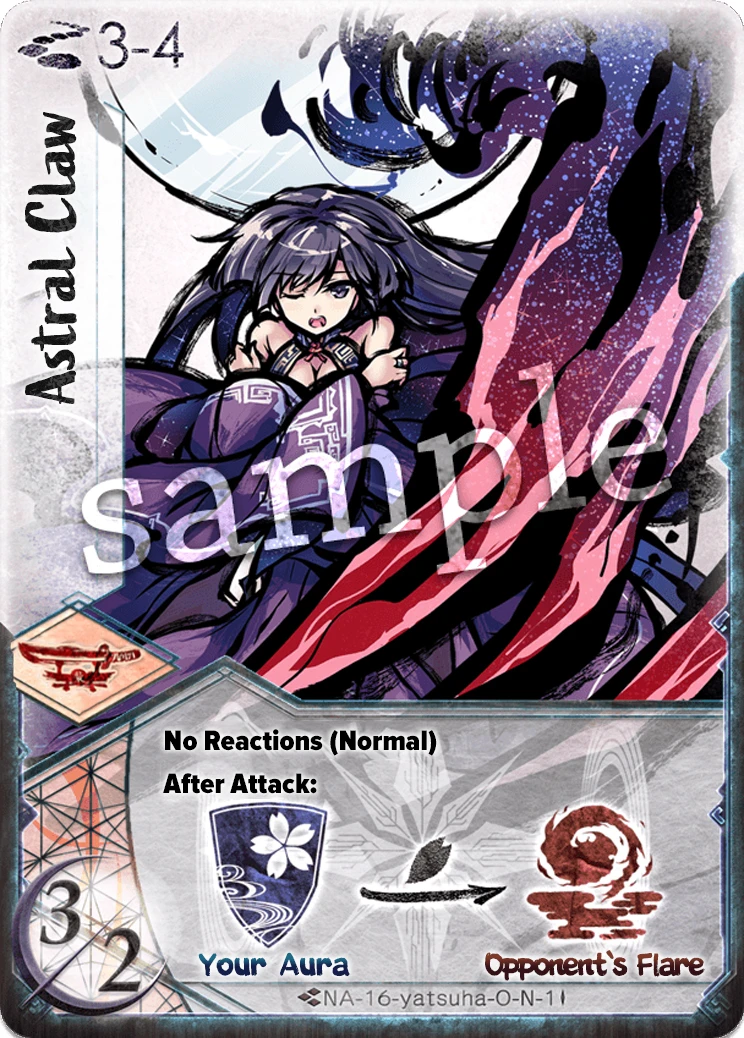 3-4
Astral Claw
sample
No Reactions (Normal)
After Attack:
Your Aura
Opponent's Flare
3/2
NA-16-yatsuha-O-N-1